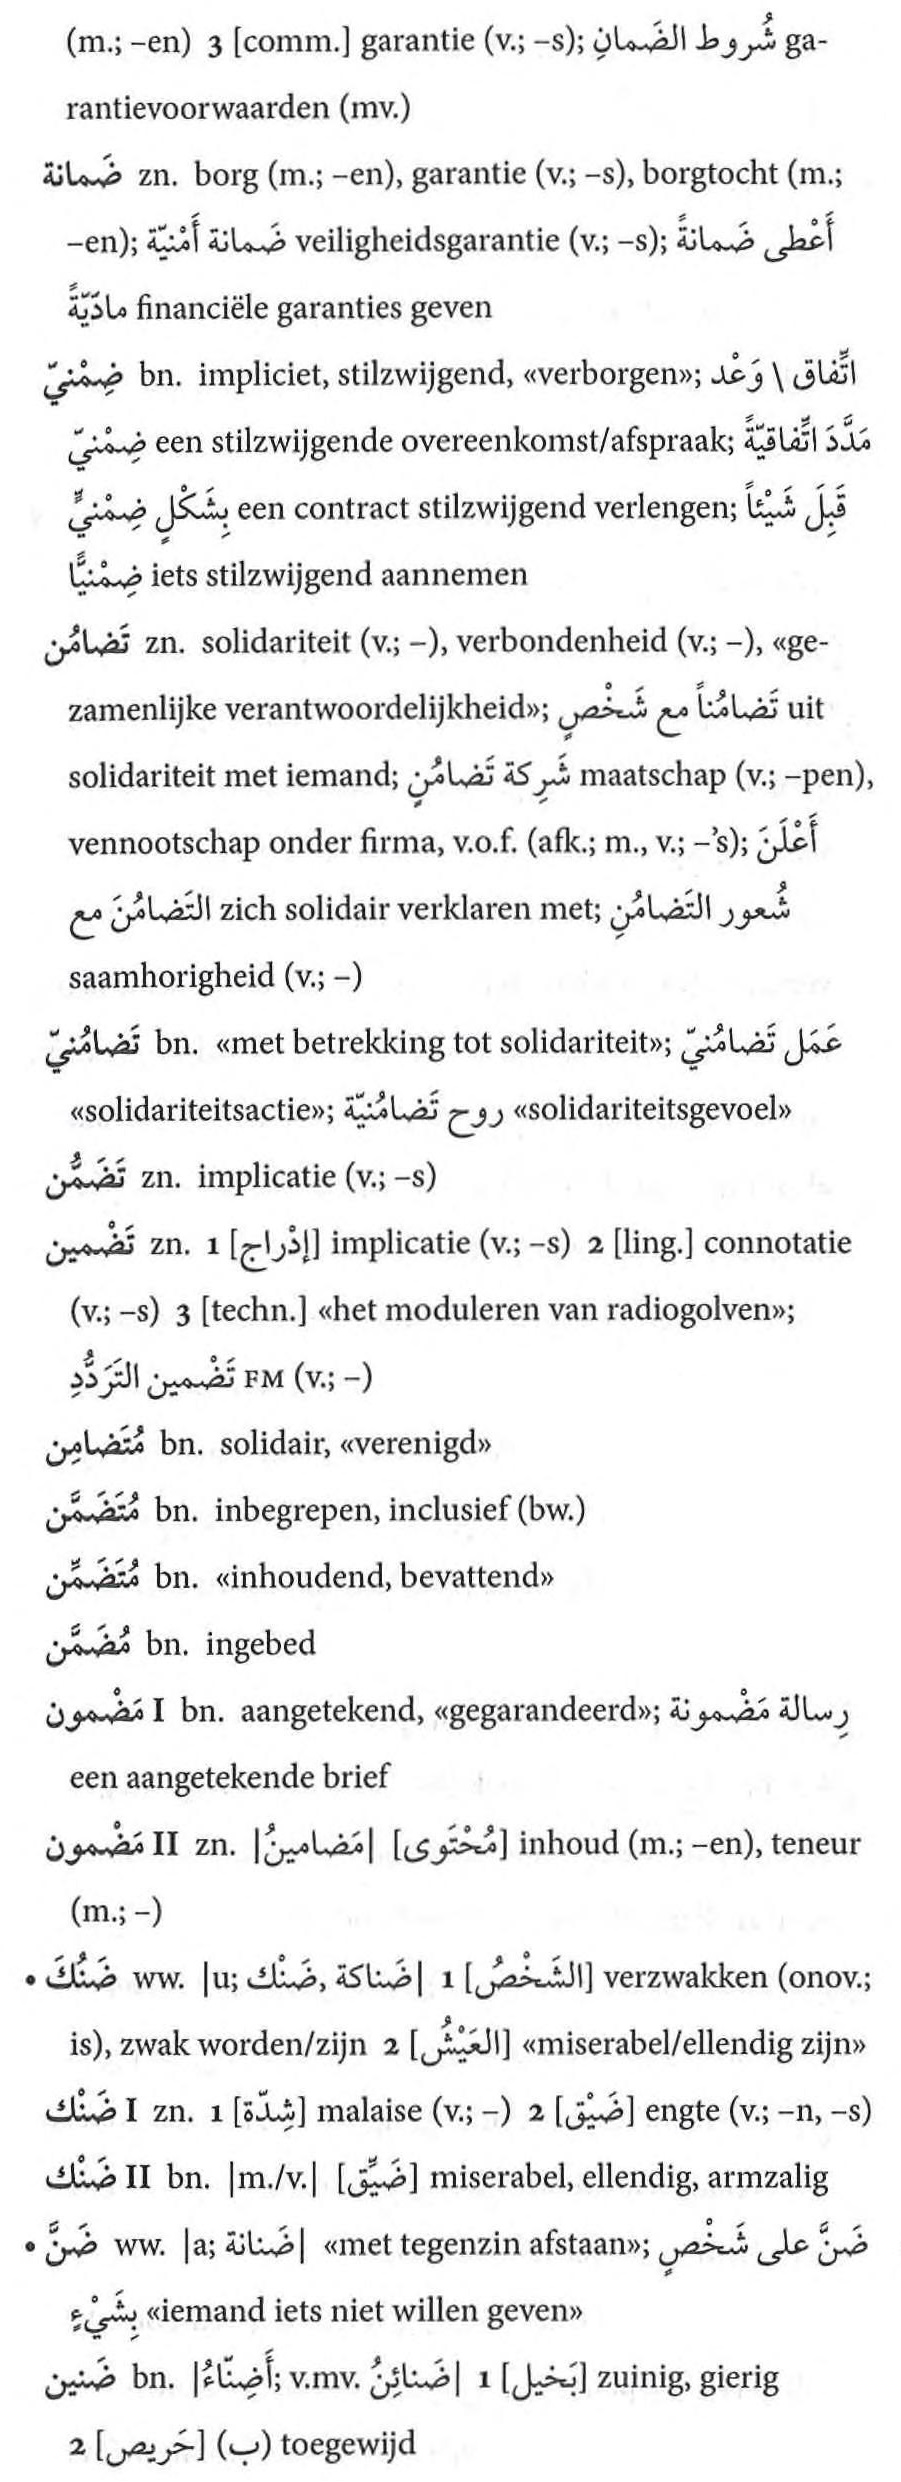 (m.; –en) 3 [comm.] garantie (v.; –s); شُروط الضَمانِ ga-
rantievoorwaarden (mv.)
ضَمانة zn. borg (m.; –en), garantie (v.; –s), borgtocht (m.;
–en); ضَمانة أَمْنيّة veiligheidsgarantie (v.; –s); أَعْطى ضَمانةً
مادّيّةً financiële garanties geven
ضِمْنيّ bn. impliciet, stilzwijgend, «verborgen»; اتِّفاق \ وَعْد
ضِمْنيّ een stilzwijgende overeenkomst/afspraak; مَدَّدَ اتِّفاقيّةً
بِشَكْلٍ ضِمْنيٍّ een contract stilzwijgend verlengen; قَبِلَ شَيْئاً
ضِمْنيًّا iets stilzwijgend aannemen
تَضامُن zn. solidariteit (v.; –), verbondenheid (v.; –), «ge-
zamenlijke verantwoordelijkheid»; تَضامُناً مع شَخْصٍ uit
solidariteit met iemand; شَرِكة تَضامُنٍ maatschap (v.; –pen),
vennootschap onder firma, v.o.f. (afk.; m., v.; –’s); أَعْلَنَ
التَضامُنَ مع zich solidair verklaren met; شُعور التَضامُنِ
saamhorigheid (v.; –)
تَضامُنيّ bn. «met betrekking tot solidariteit»; عَمَل تَضامُنيّ
«solidariteitsactie»; روح تَضامُنيّة «solidariteitsgevoel»
تَضَمُّن zn. implicatie (v.; –s)
تَضْمين zn. 1 [إدْراج] implicatie (v.; –s) 2 [ling.] connotatie
(v.; –s) 3 [techn.] «het moduleren van radiogolven»;
تَضْمين التَرَدُّدِ FM (v.; –)
مُتَضامِن bn. solidair, «verenigd»
مُتَضَمَّن bn. inbegrepen, inclusief (bw.)
مُتَضَمِّن bn. «inhoudend, bevattend»
مُضَمَّن bn. ingebed
مَضْمون I bn. aangetekend, «gegarandeerd»; رِسالة مَضْمونة
een aangetekende brief
مَضْمون II zn. |مَضامينُ| [مُحْتَوى] inhoud (m.; –en), teneur
(m.; –)
• ضَنُكَ ww. |u; ضَناكة, ضَنْك| 1 [الشَخْصُ] verzwakken (onov.;
is), zwak worden/zijn 2 [العَيْشُ] «miserabel/ellendig zijn»
ضَنْك I zn. 1 [شِدّة] malaise (v.; –) 2 [ضَيْق] engte (v.; –n, –s)
ضَنْك II bn. |m./v.| [ضَيِّق] miserabel, ellendig, armzalig
• ضَنَّ ww. |a; ضَنانة| «met tegenzin afstaan»; ضَنَّ على شَخْصٍ
بِشَيْءٍ «iemand iets niet willen geven»
ضَنين bn. |أَضِنّاءُ; v.mv. ضَنائِنُ| 1 [بَخيل] zuinig, gierig
2 [حَريص] (ب) toegewijd